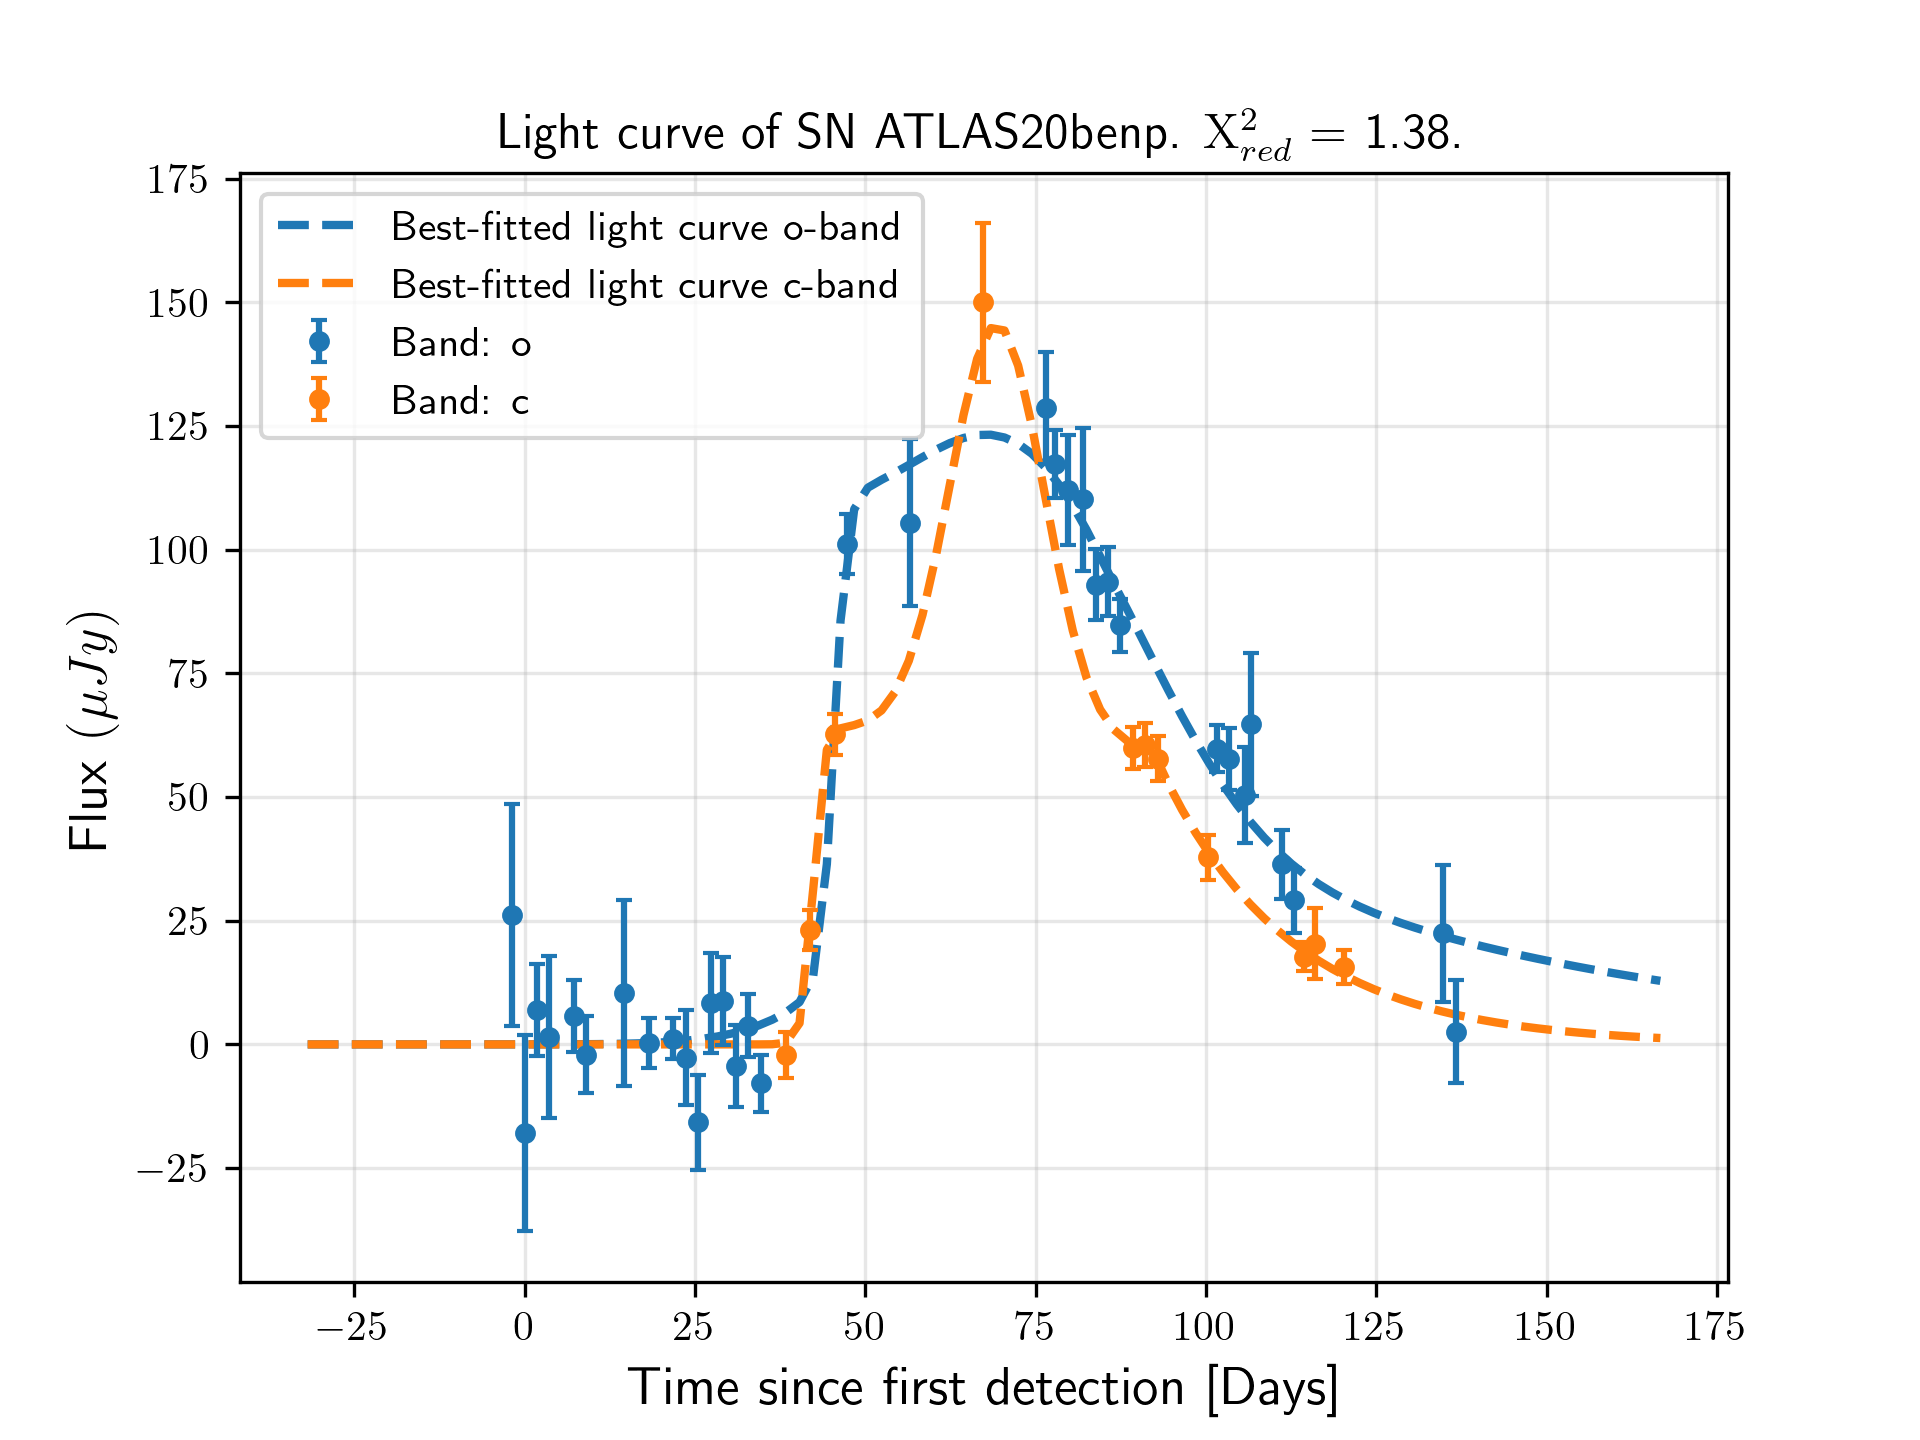 Light curve of SN ATLAS20benp. X²_red = 1.38.
175
150
125
100
75
50
25
0
−25
Flux (μJy)
Best-fitted light curve o-band
Best-fitted light curve c-band
Band: o
Band: c
−25 0 25 50 75 100 125 150 175
Time since first detection [Days]